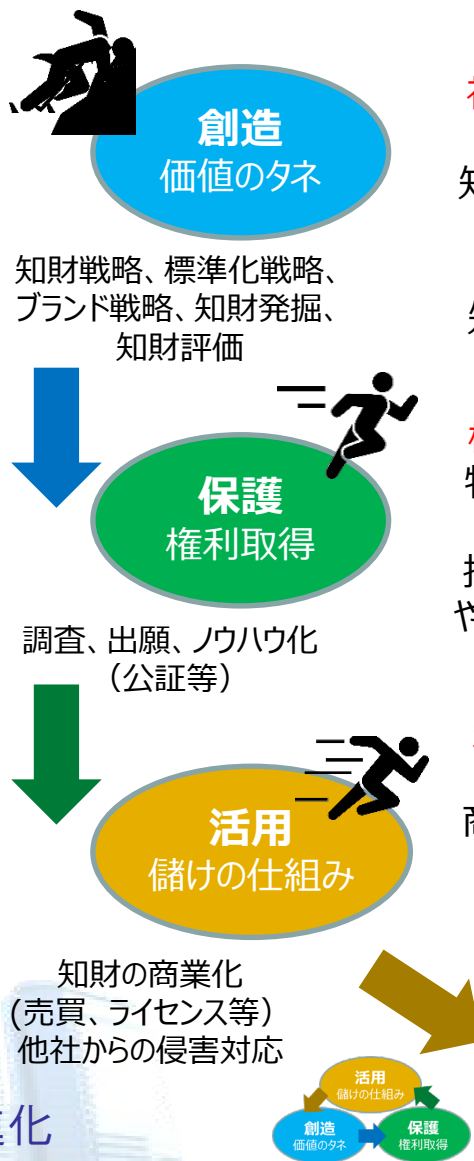 創造
価値のタネ
知財戦略、標準化戦略、
ブランド戦略、知財発掘、
知財評価
保護
権利取得
調査、出願、ノウハウ化
（公証等）
活用
儲けの仕組み
商
知財の商業化
(売買、ライセンス等）
他社からの侵害対応
化
活用
儲けの仕組み
創造
価値のタネ
保護
権利取得